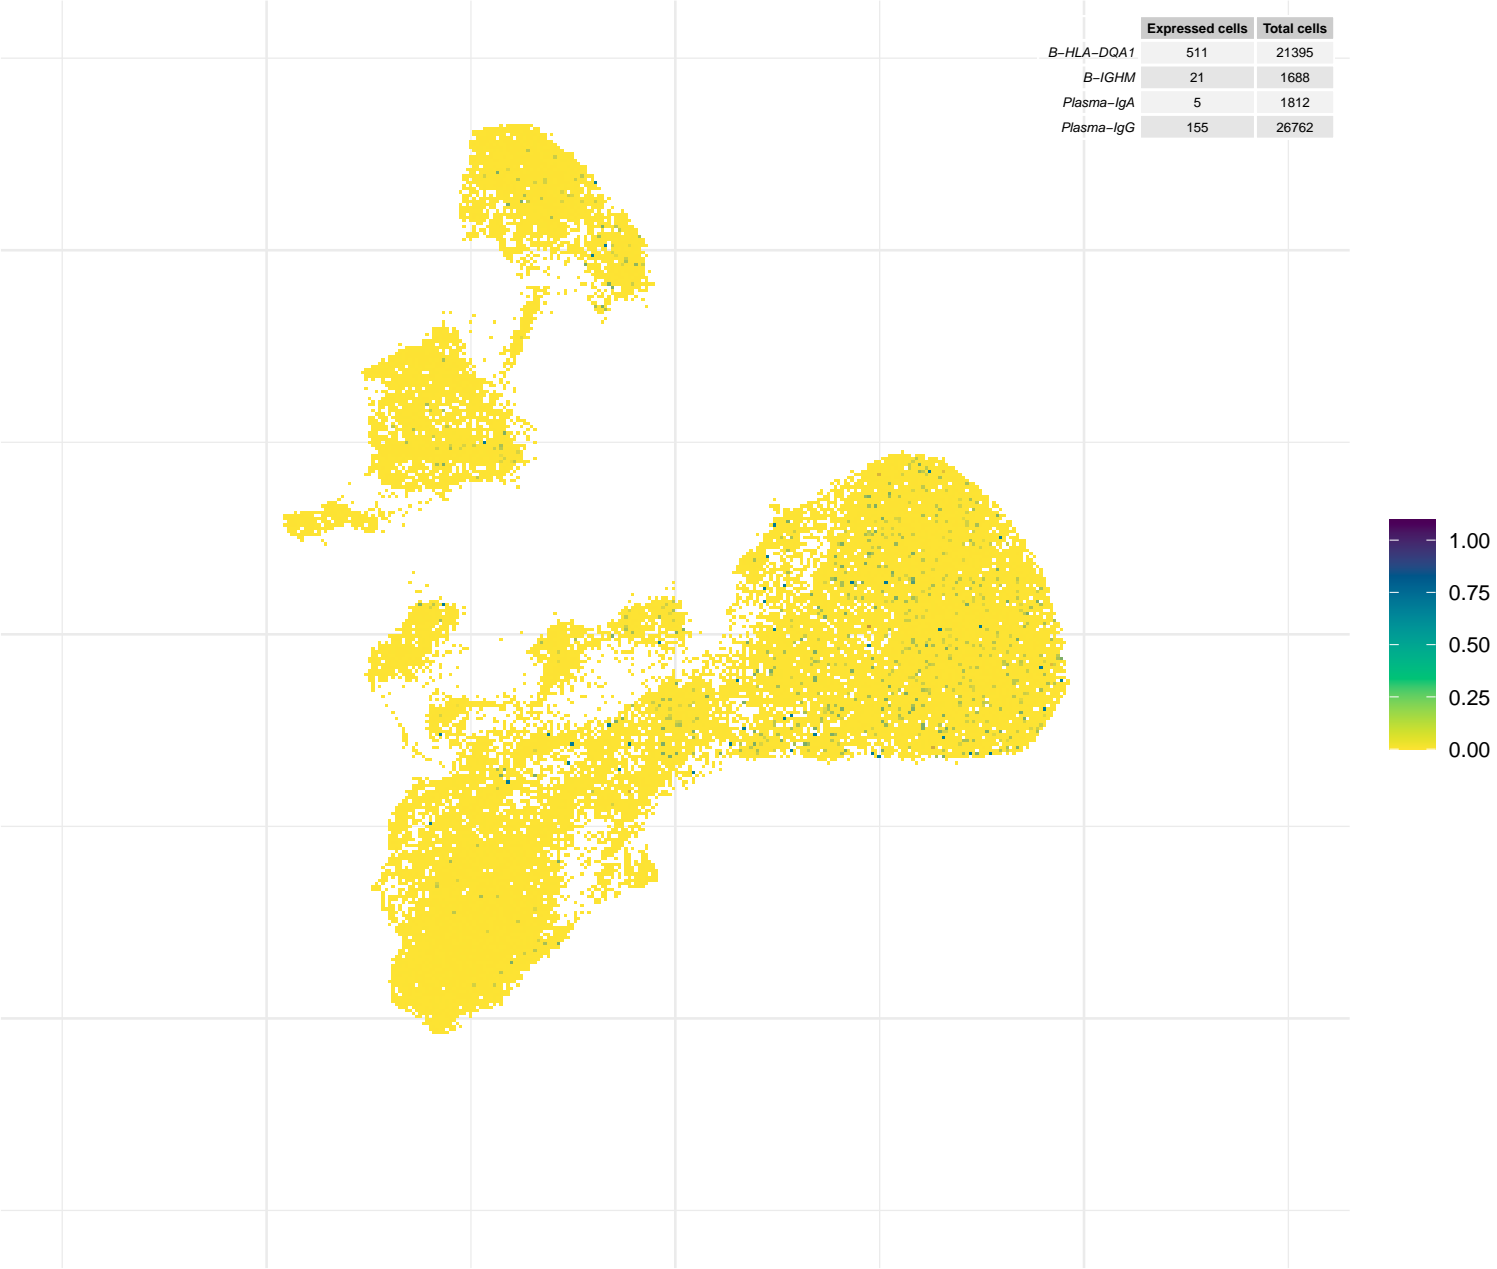 Expressed cells Total cells
B−HLA−DQA1 511 21395
B−IGHM 21 1688
Plasma−IgA 5 1812
Plasma−IgG 155 26762
1.00
0.75
0.50
0.25
0.00